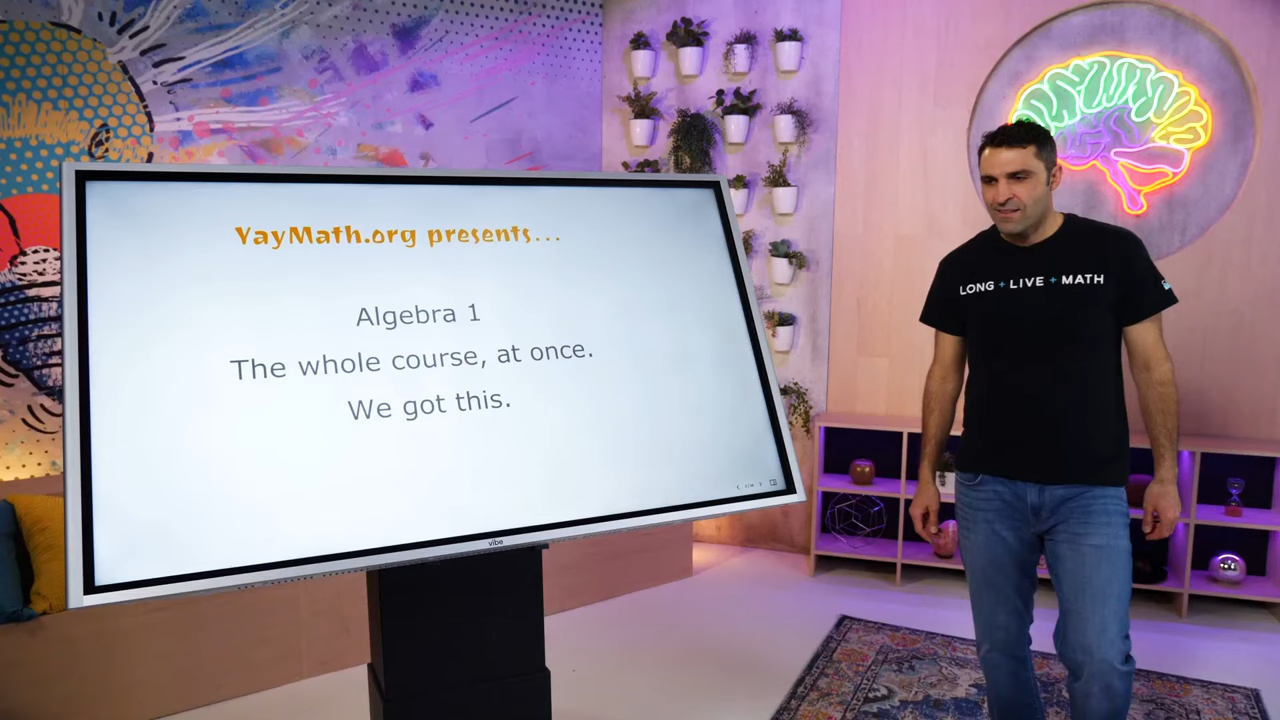 YayMath.org presents...
Algebra 1
The whole course, at once.
We got this.
LONG + LIVE + MATH
vibe